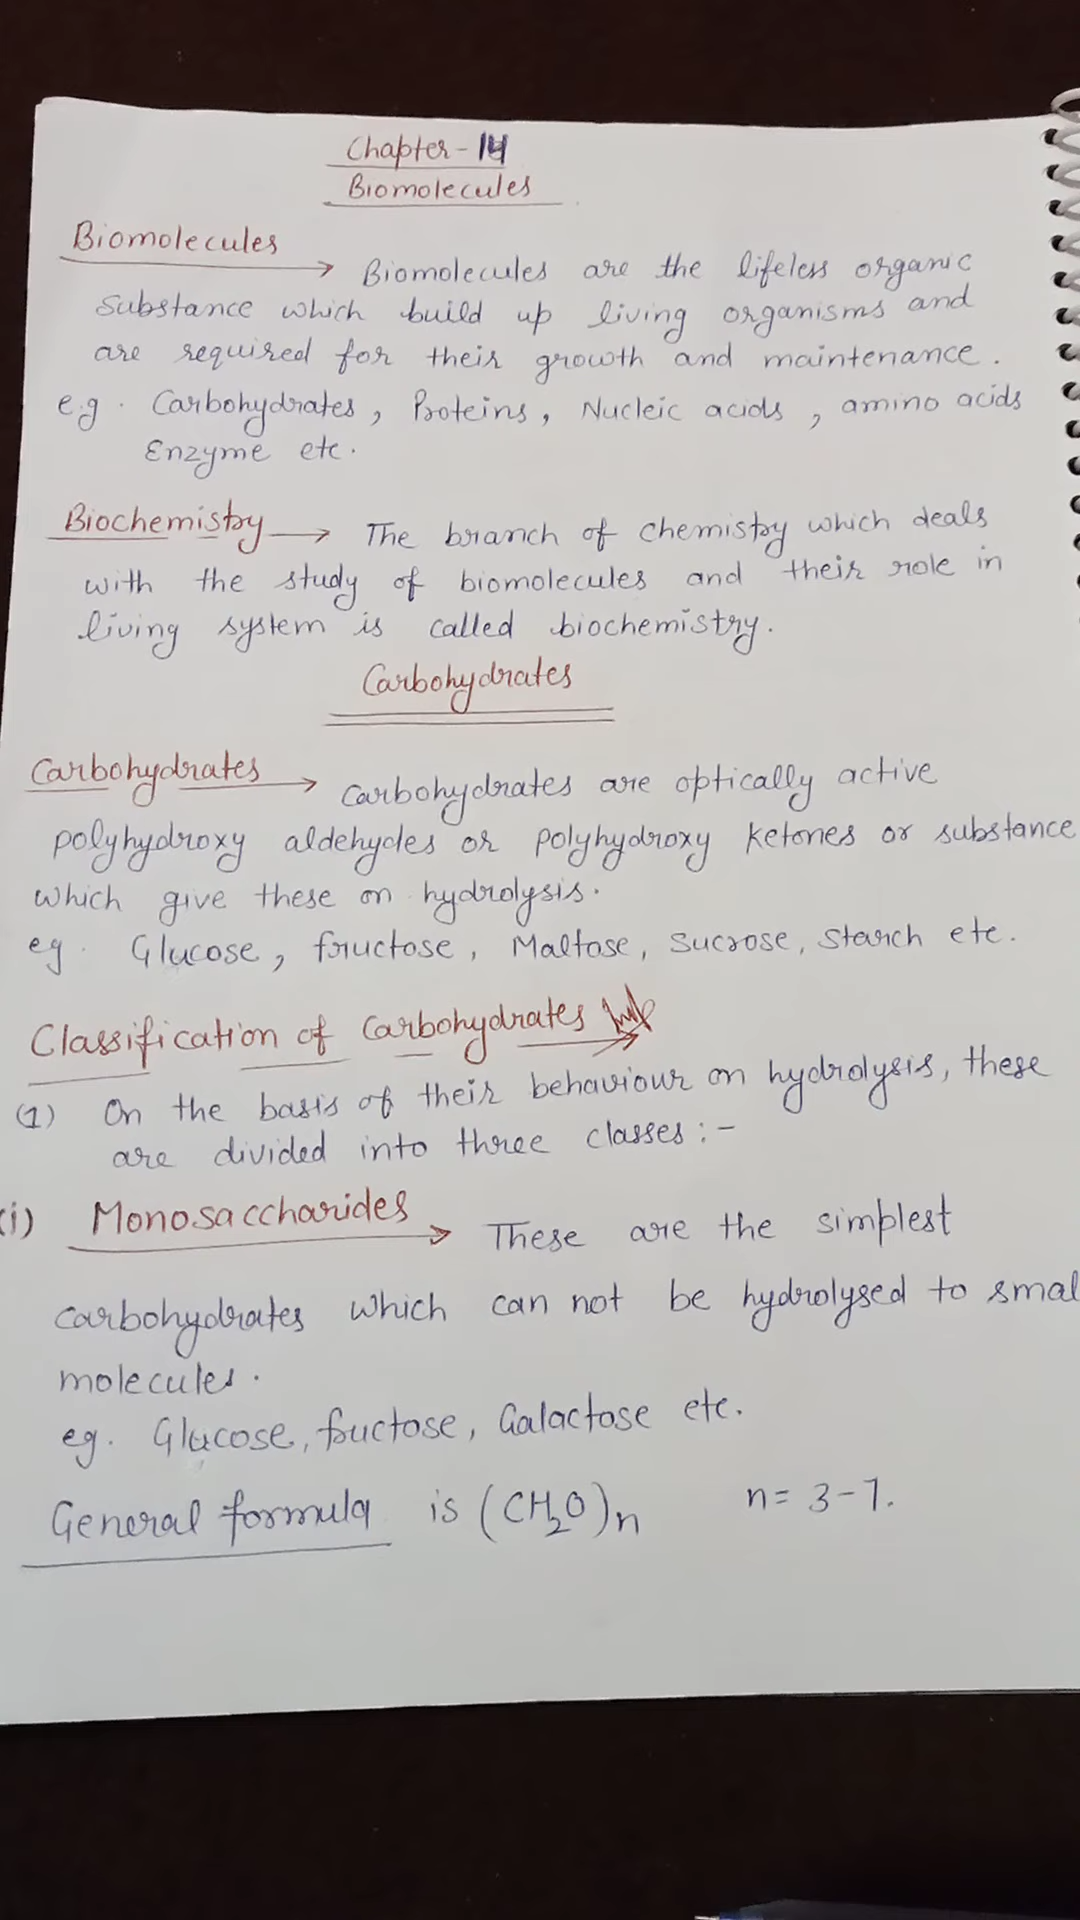 Chapter - 14
Biomolecules
Biomolecules → Biomolecules are the lifeless organic
substance which build up living organisms and
are required for their growth and maintenance.
e.g. Carbohydrates, Proteins, Nucleic acids, amino acids
Enzyme etc.
Biochemistry → The branch of chemistry which deals
with the study of biomolecules and their role in
living system is called biochemistry.
Carbohydrates
Carbohydrates → Carbohydrates are optically active
polyhydroxy aldehydes or polyhydroxy ketones or substance
which give these on hydrolysis.
eg. Glucose, fructose, Maltose, Sucrose, Starch etc.
Classification of Carbohydrates Imp
(1) On the basis of their behaviour on hydrolysis, these
are divided into three classes :-
(i) Monosaccharides → These are the simplest
carbohydrates which can not be hydrolysed to small
molecules.
eg. Glucose, fructose, Galactose etc.
General formula is (CH₂O)n n = 3-7.